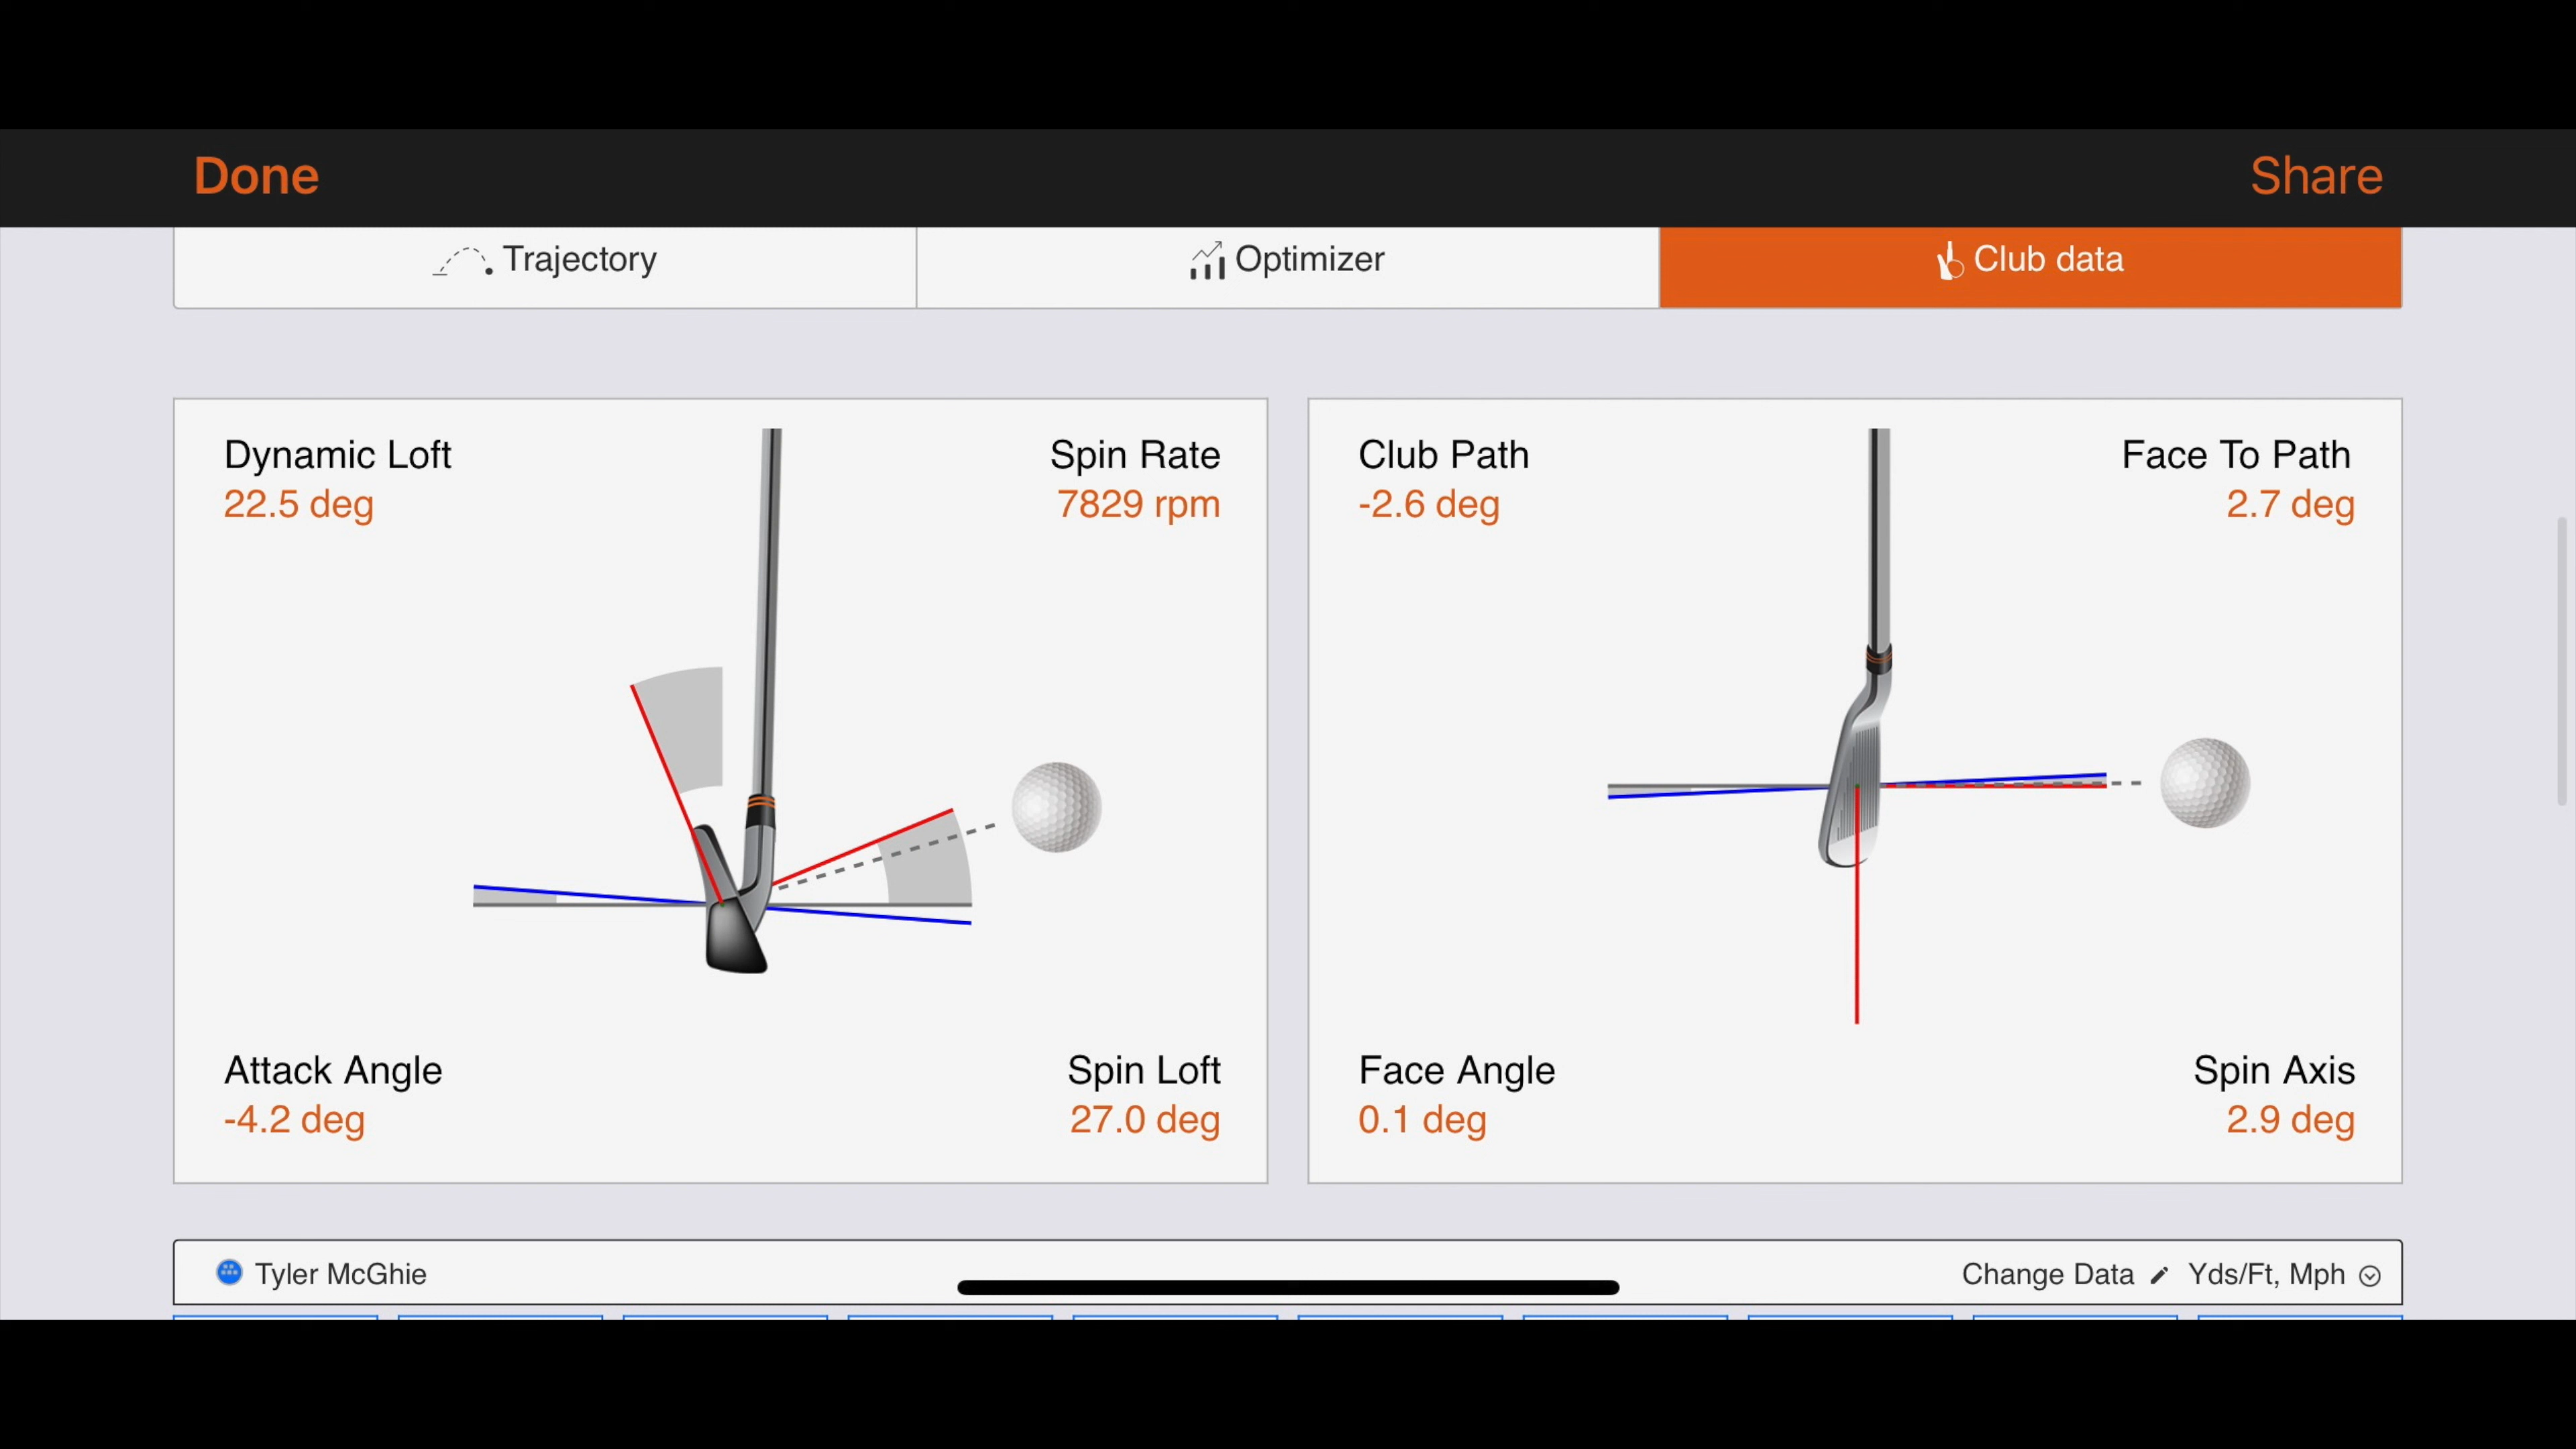 Done
Share
Trajectory
Optimizer
Club data
Dynamic Loft
22.5 deg
Spin Rate
7829 rpm
Attack Angle
-4.2 deg
Spin Loft
27.0 deg
Club Path
-2.6 deg
Face To Path
2.7 deg
Face Angle
0.1 deg
Spin Axis
2.9 deg
Tyler McGhie
Change Data
Yds/Ft, Mph